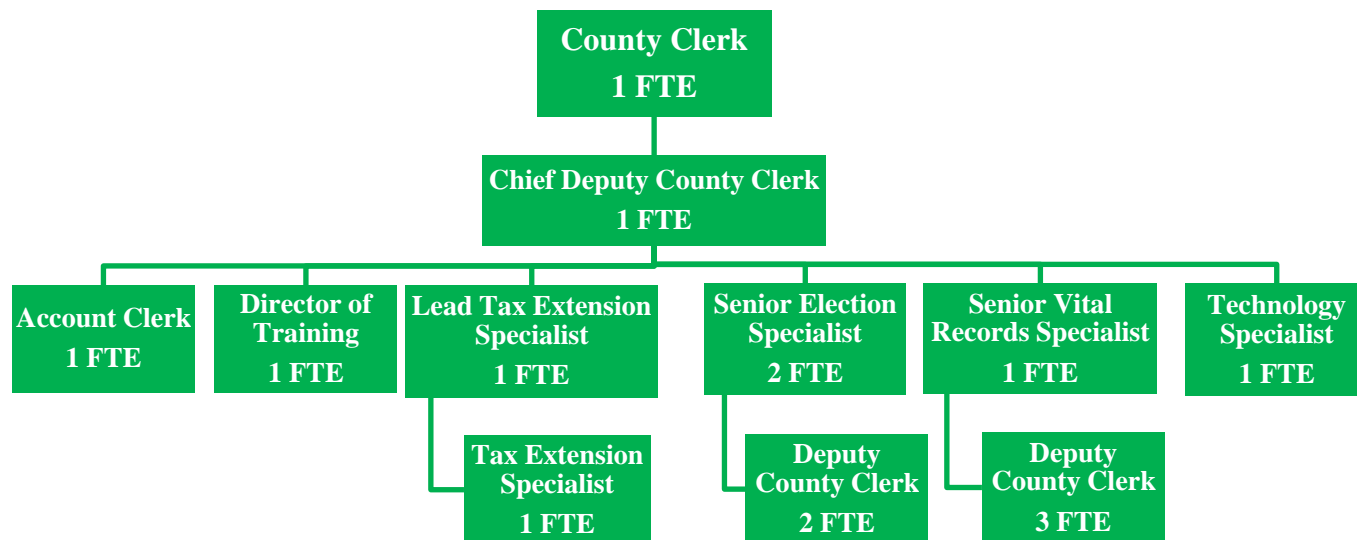 County Clerk
1 FTE
Chief Deputy County Clerk
1 FTE
Account Clerk
1 FTE
Director of
Training
1 FTE
Lead Tax Extension
Specialist
1 FTE
Senior Election
Specialist
2 FTE
Senior Vital
Records Specialist
1 FTE
Technology
Specialist
1 FTE
Tax Extension
Specialist
1 FTE
Deputy
County Clerk
2 FTE
Deputy
County Clerk
3 FTE